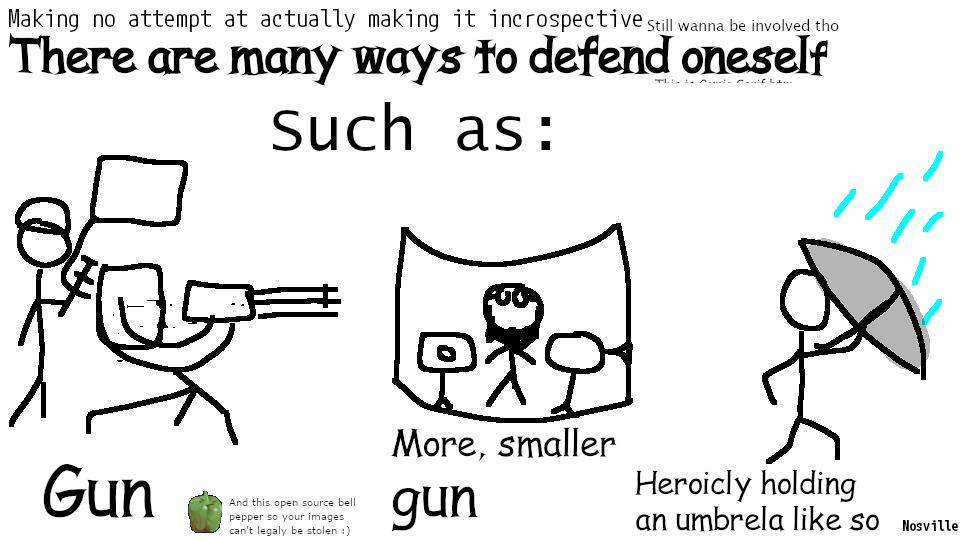 Making no attempt at actually making it incrospective
Still wanna be involved tho
There are many ways to defend oneself
Such as:
Gun
And this open source bell
pepper so your images
can't legaly be stolen :)
More, smaller
gun
Heroicly holding
an umbrela like so
Nosville